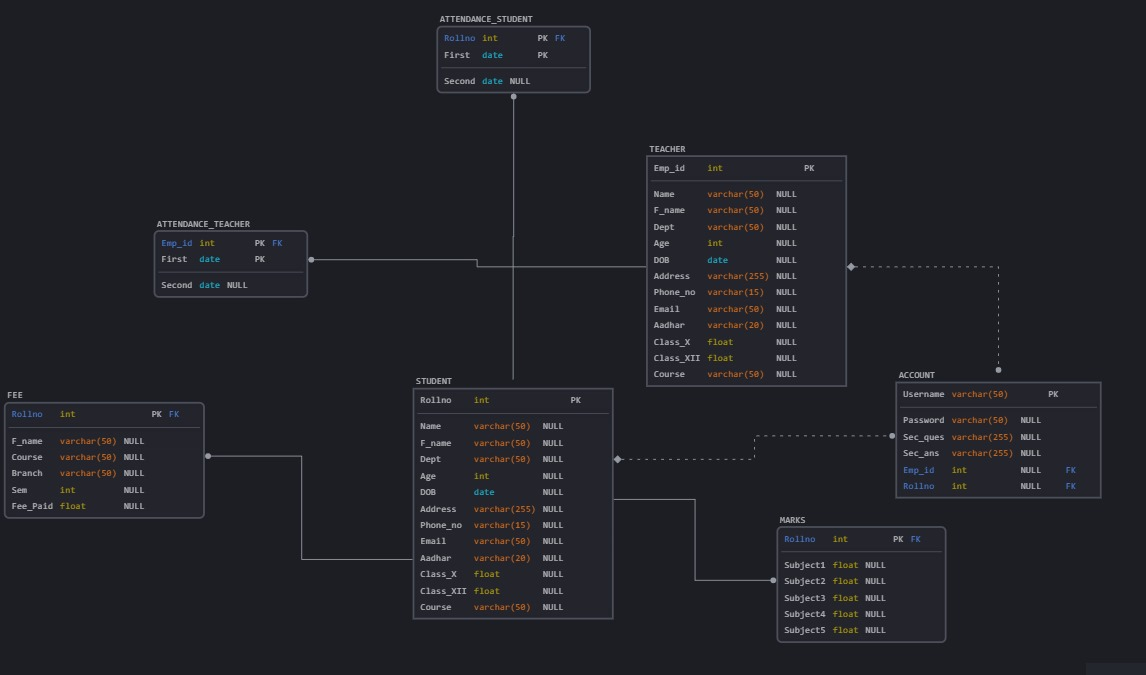 ATTENDANCE_STUDENT
Rollno int PK FK
First date PK
Second date NULL
TEACHER
Emp_id int PK
Name varchar(50) NULL
F_name varchar(50) NULL
Dept varchar(50) NULL
Age int NULL
DOB date NULL
Address varchar(255) NULL
Phone_no varchar(15) NULL
Email varchar(50) NULL
Aadhar varchar(20) NULL
Class_X float NULL
Class_XII float NULL
Course varchar(50) NULL
ATTENDANCE_TEACHER
Emp_id int PK FK
First date PK
Second date NULL
STUDENT
Rollno int PK
Name varchar(50) NULL
F_name varchar(50) NULL
Dept varchar(50) NULL
Age int NULL
DOB date NULL
Address varchar(255) NULL
Phone_no varchar(15) NULL
Email varchar(50) NULL
Aadhar varchar(20) NULL
Class_X float NULL
Class_XII float NULL
Course varchar(50) NULL
ACCOUNT
Username varchar(50) PK
Password varchar(50) NULL
Sec_ques varchar(255) NULL
Sec_ans varchar(255) NULL
Emp_id int NULL FK
Rollno int NULL FK
FEE
Rollno int PK FK
F_name varchar(50) NULL
Course varchar(50) NULL
Branch varchar(50) NULL
Sem int NULL
Fee_Paid float NULL
MARKS
Rollno int PK FK
Subject1 float NULL
Subject2 float NULL
Subject3 float NULL
Subject4 float NULL
Subject5 float NULL